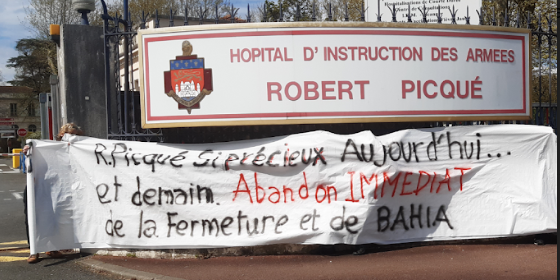 HOPITAL D'INSTRUCTION DES ARMEES
ROBERT PICQUÉ
R. Picqué Si précieux Aujourd'hui...
et demain. Abandon IMMEDIAT
de la Fermeture et de BAHIA